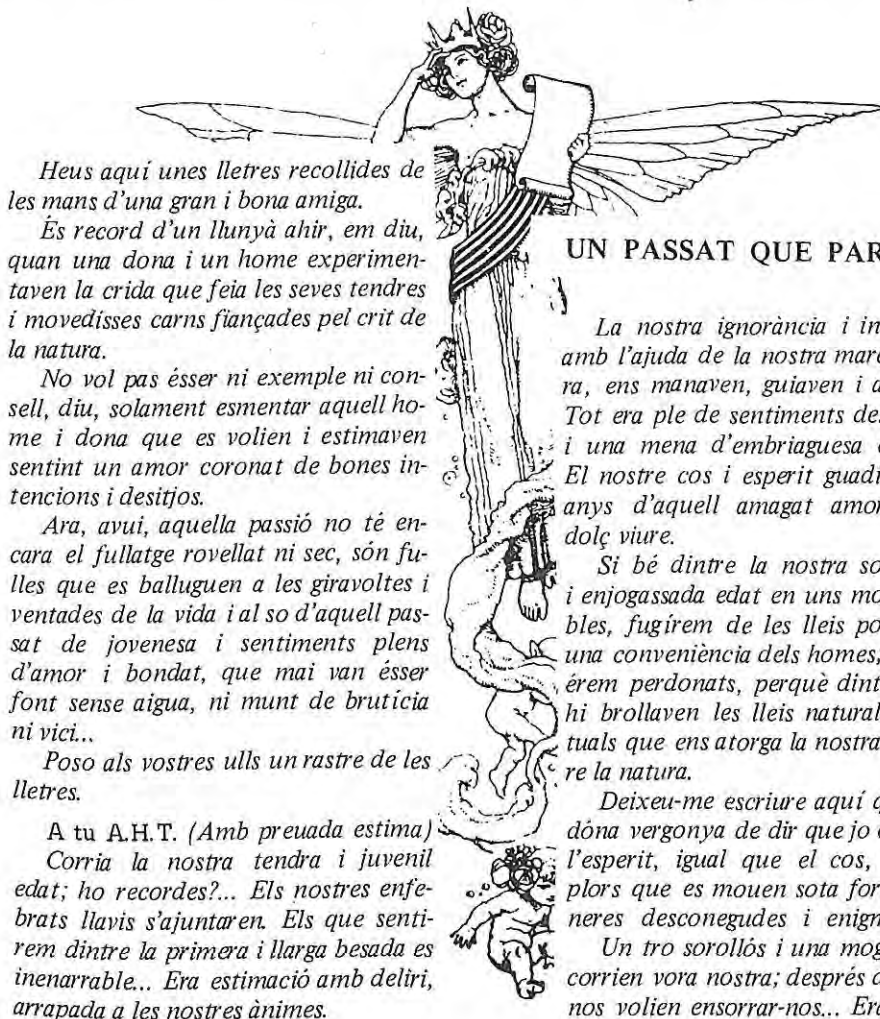 Heus aquí unes lletres recollides de
les mans d'una gran i bona amiga.
És record d'un llunyà ahir, em diu,
quan una dona i un home experimen-
taven la crida que feia les seves tendres
i movedisses carns fiançades pel crit de
la natura.
No vol pas ésser ni exemple ni con-
sell, diu, solament esmentar aquell ho-
me i dona que es volien i estimaven
sentint un amor coronat de bones in-
tencions i desitjos.
Ara, avui, aquella passió no té en-
cara el fullatge rovellat ni sec, són fu-
lles que es balluguen a les giravoltes i
ventades de la vida i al so d'aquell pas-
sat de jovenesa i sentiments plens
d'amor i bondat, que mai van ésser
font sense aigua, ni munt de brutícia
ni vici...
Poso als vostres ulls un rastre de les
lletres.
A tu A.H.T. (Amb preuada estima)
Corria la nostra tendra i juvenil
edat; ho recordes?... Els nostres enfe-
brats llavis s'ajuntaren. Els que senti-
rem dintre la primera i llarga besada es
inenarrable... Era estimació amb deliri,
arrapada a les nostres ànimes.
UN PASSAT QUE PAR
La nostra ignorància i in
amb l'ajuda de la nostra mare
ra, ens manaven, guiaven i a
Tot era ple de sentiments de
i una mena d'embriaguesa
El nostre cos i esperit guadi
anys d'aquell amagat amor
dolç viure.
Si bé dintre la nostra so
i enjogassada edat en uns mo
bles, fugírem de les lleis po
una conveniència dels homes,
érem perdonats, perquè dint
hi brollaven les lleis natural
tuals que ens atorga la nostra
re la natura.
Deixeu-me escriure aquí q
dóna vergonya de dir que jo
l'esperit, igual que el cos,
plors que es mouen sota for
neres desconegudes i enign
Un tro sorollós i una mog
corrien vora nostra; després
nos volien ensorrar-nos... Era